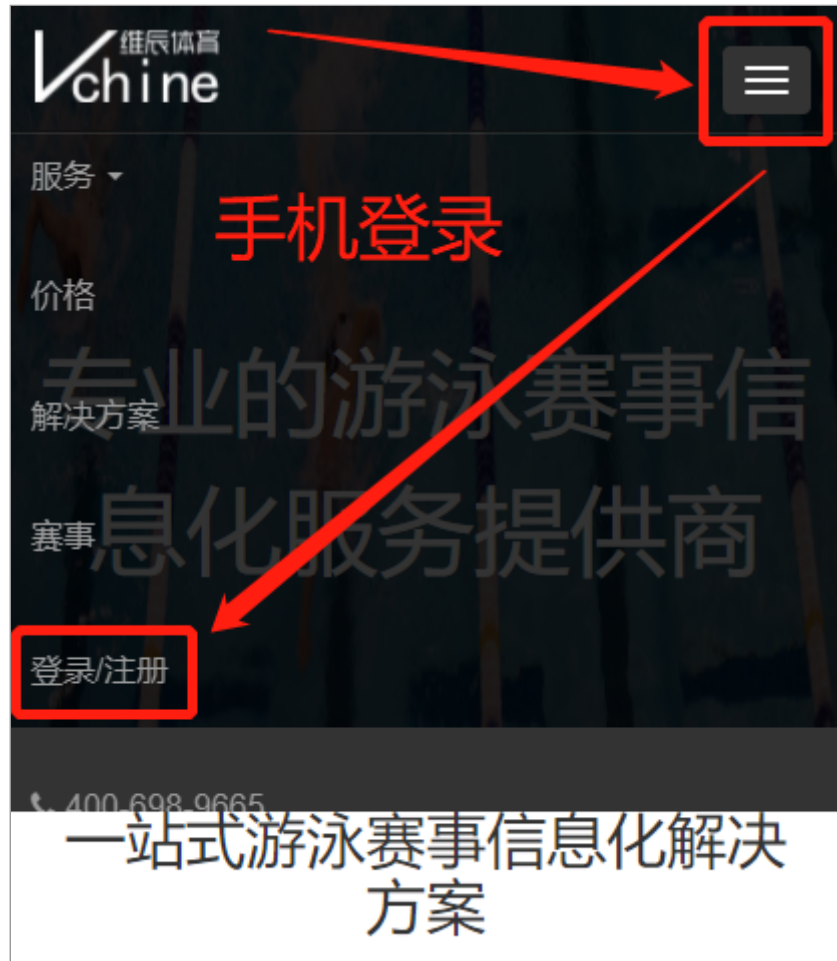 维辰体育
Vchine
服务
手机登录
价格
专业的游泳赛事信
解决方案
息化服务提供商
赛事
登录/注册
400-698-9665
一站式游泳赛事信息化解决
方案